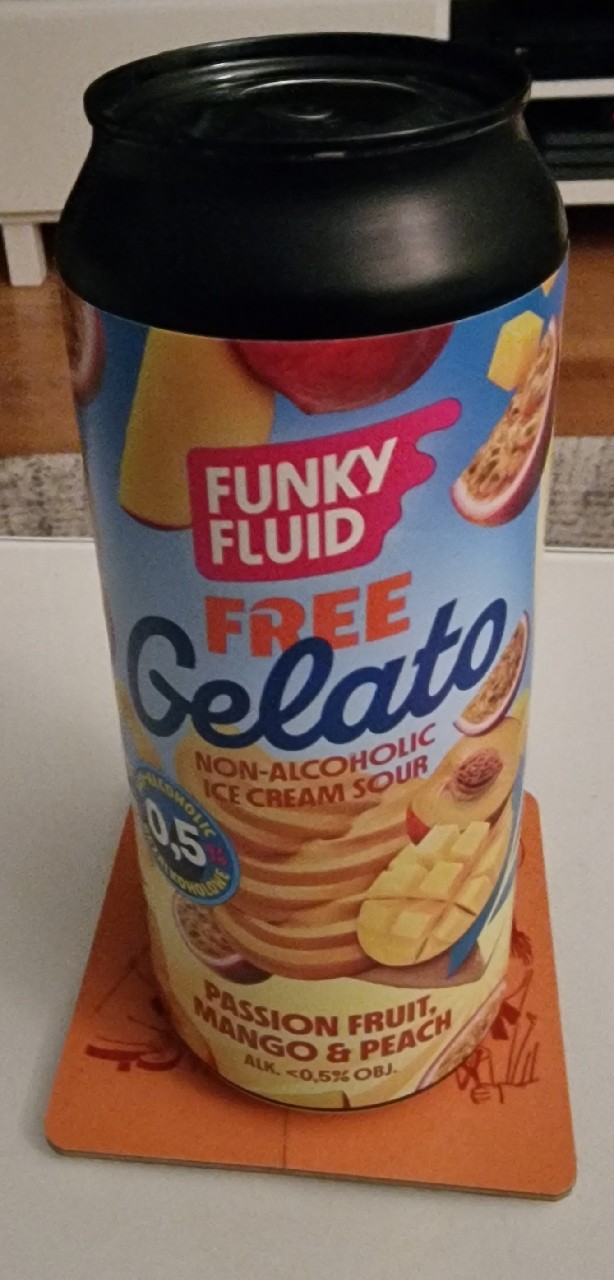 FUNKY
FLUID
FREE
Gelato
NON-ALCOHOLIC
ICE CREAM SOUR
0,5%
PASSION FRUIT,
MANGO & PEACH
ALK. <0,5% OBJ.